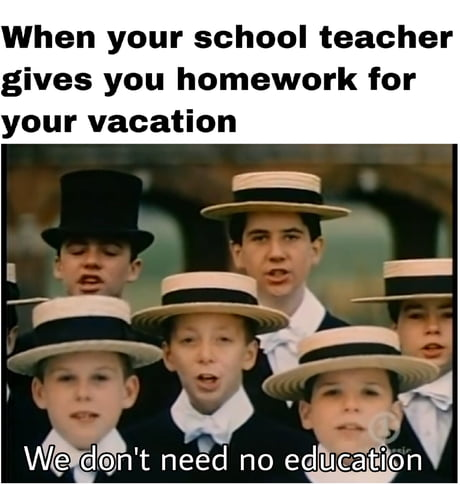 When your school teacher
gives you homework for
your vacation
We don't need no education